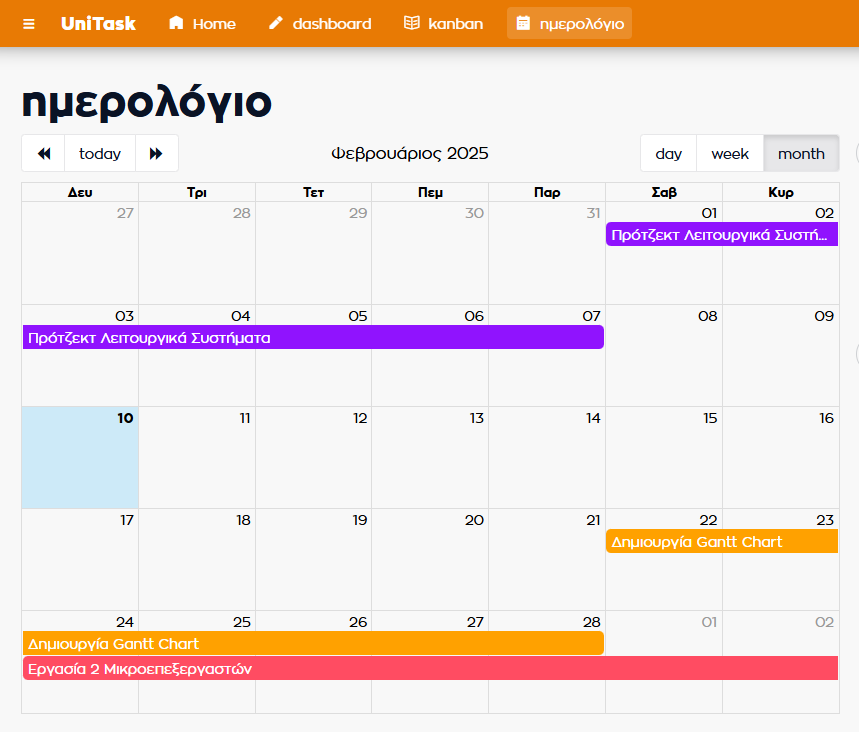 UniTask Home dashboard kanban ημερολόγιο
ημερολόγιο
today Φεβρουάριος 2025 day week month
Δευ Τρι Τετ Πεμ Παρ Σαβ Κυρ
27 28 29 30 31 01 02
Πρότζεκτ Λειτουργικά Συστή...
03 04 05 06 07 08 09
Πρότζεκτ Λειτουργικά Συστήματα
10 11 12 13 14 15 16
17 18 19 20 21 22 23
Δημιουργία Gantt Chart
24 25 26 27 28 01 02
Δημιουργία Gantt Chart
Εργασία 2 Μικροεπεξεργαστών